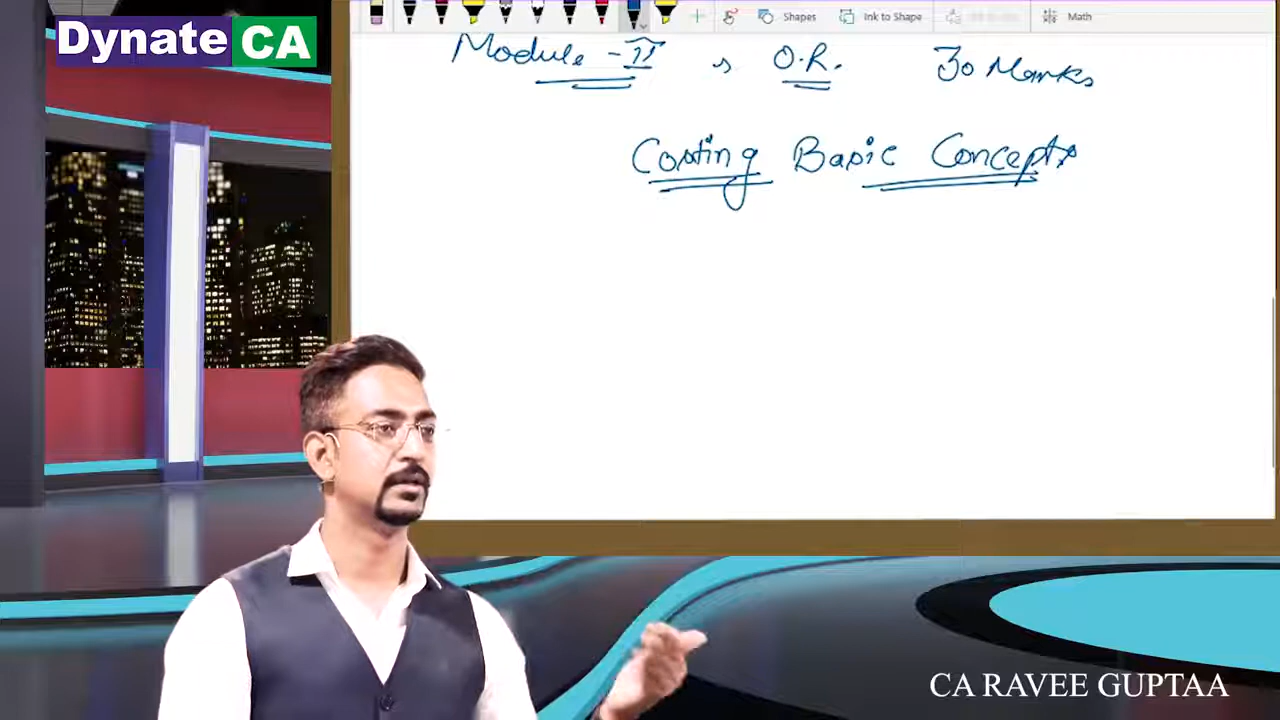 Dynate CA
Shapes Ink to Shape Math
Module - II , O.R. 30 Marks
Costing Basic Concepts
CA RAVEE GUPTAA